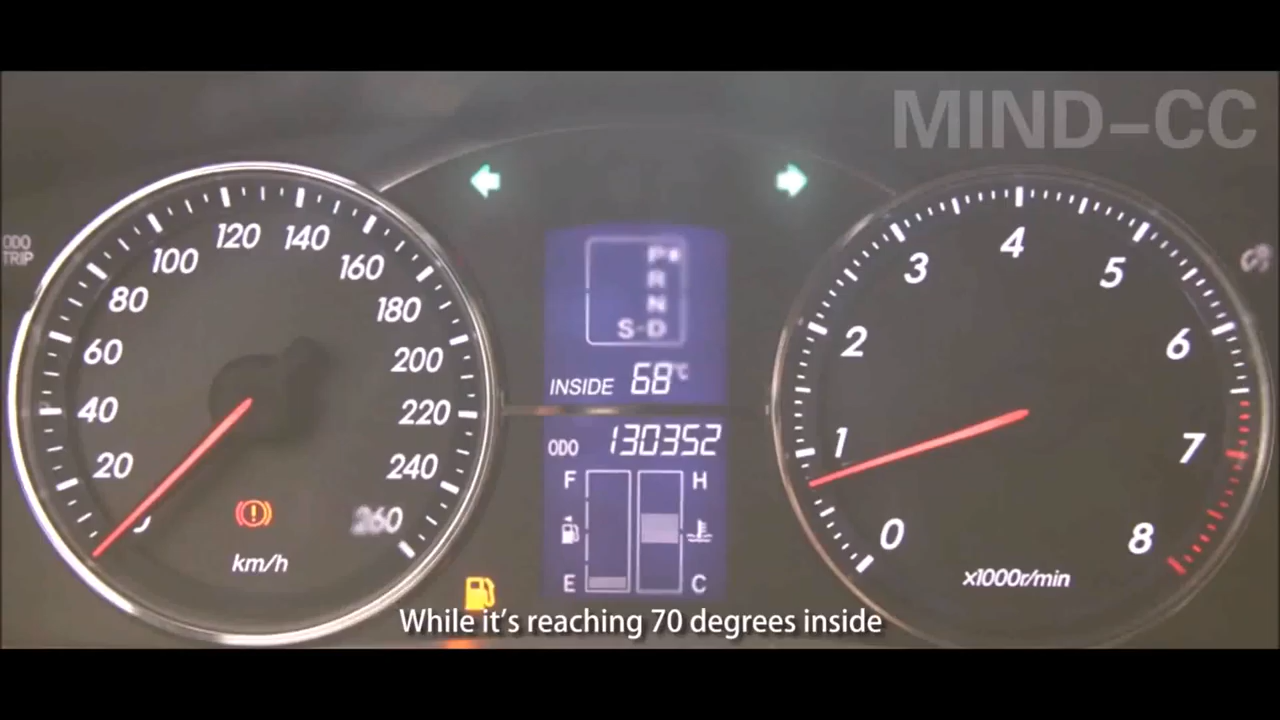 MIND-CC
ODO
TRIP
20
40
60
80
100
120
140
160
180
200
220
240
260
km/h
P
R
N
S-D
INSIDE 68°C
ODO 130352
F
H
E
C
0
1
2
3
4
5
6
7
8
x1000r/min
While it's reaching 70 degrees inside